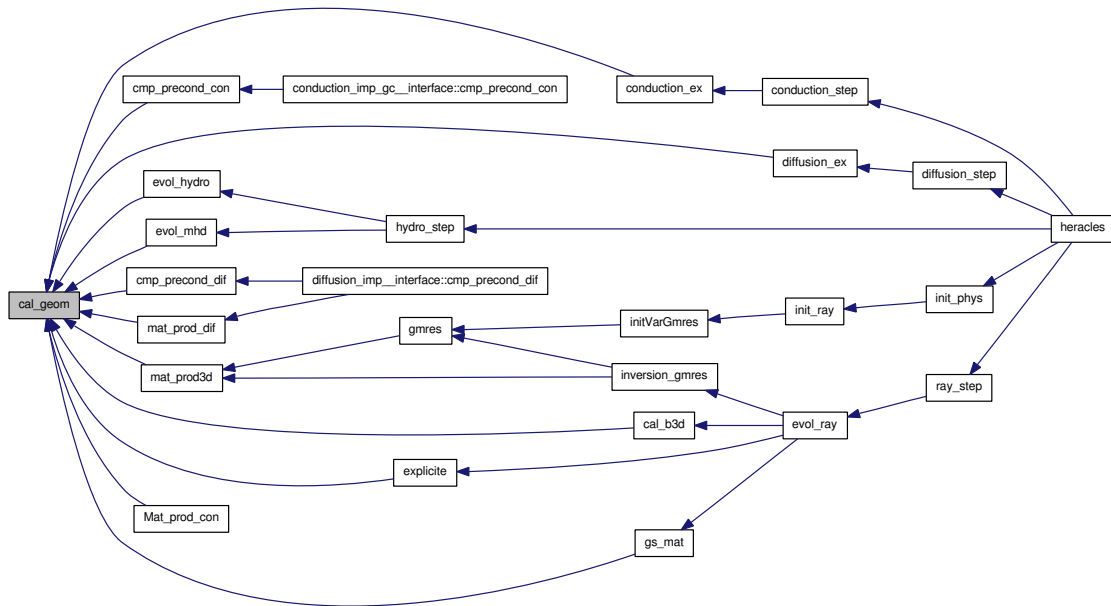 cmp_precond_con
conduction_imp_gc__interface::cmp_precond_con
conduction_ex
conduction_step
diffusion_ex
diffusion_step
evol_hydro
evol_mhd
hydro_step
heracles
cmp_precond_dif
diffusion_imp__interface::cmp_precond_dif
cal_geom
mat_prod_dif
gmres
initVarGmres
init_ray
init_phys
mat_prod3d
inversion_gmres
ray_step
cal_b3d
evol_ray
explicite
Mat_prod_con
gs_mat